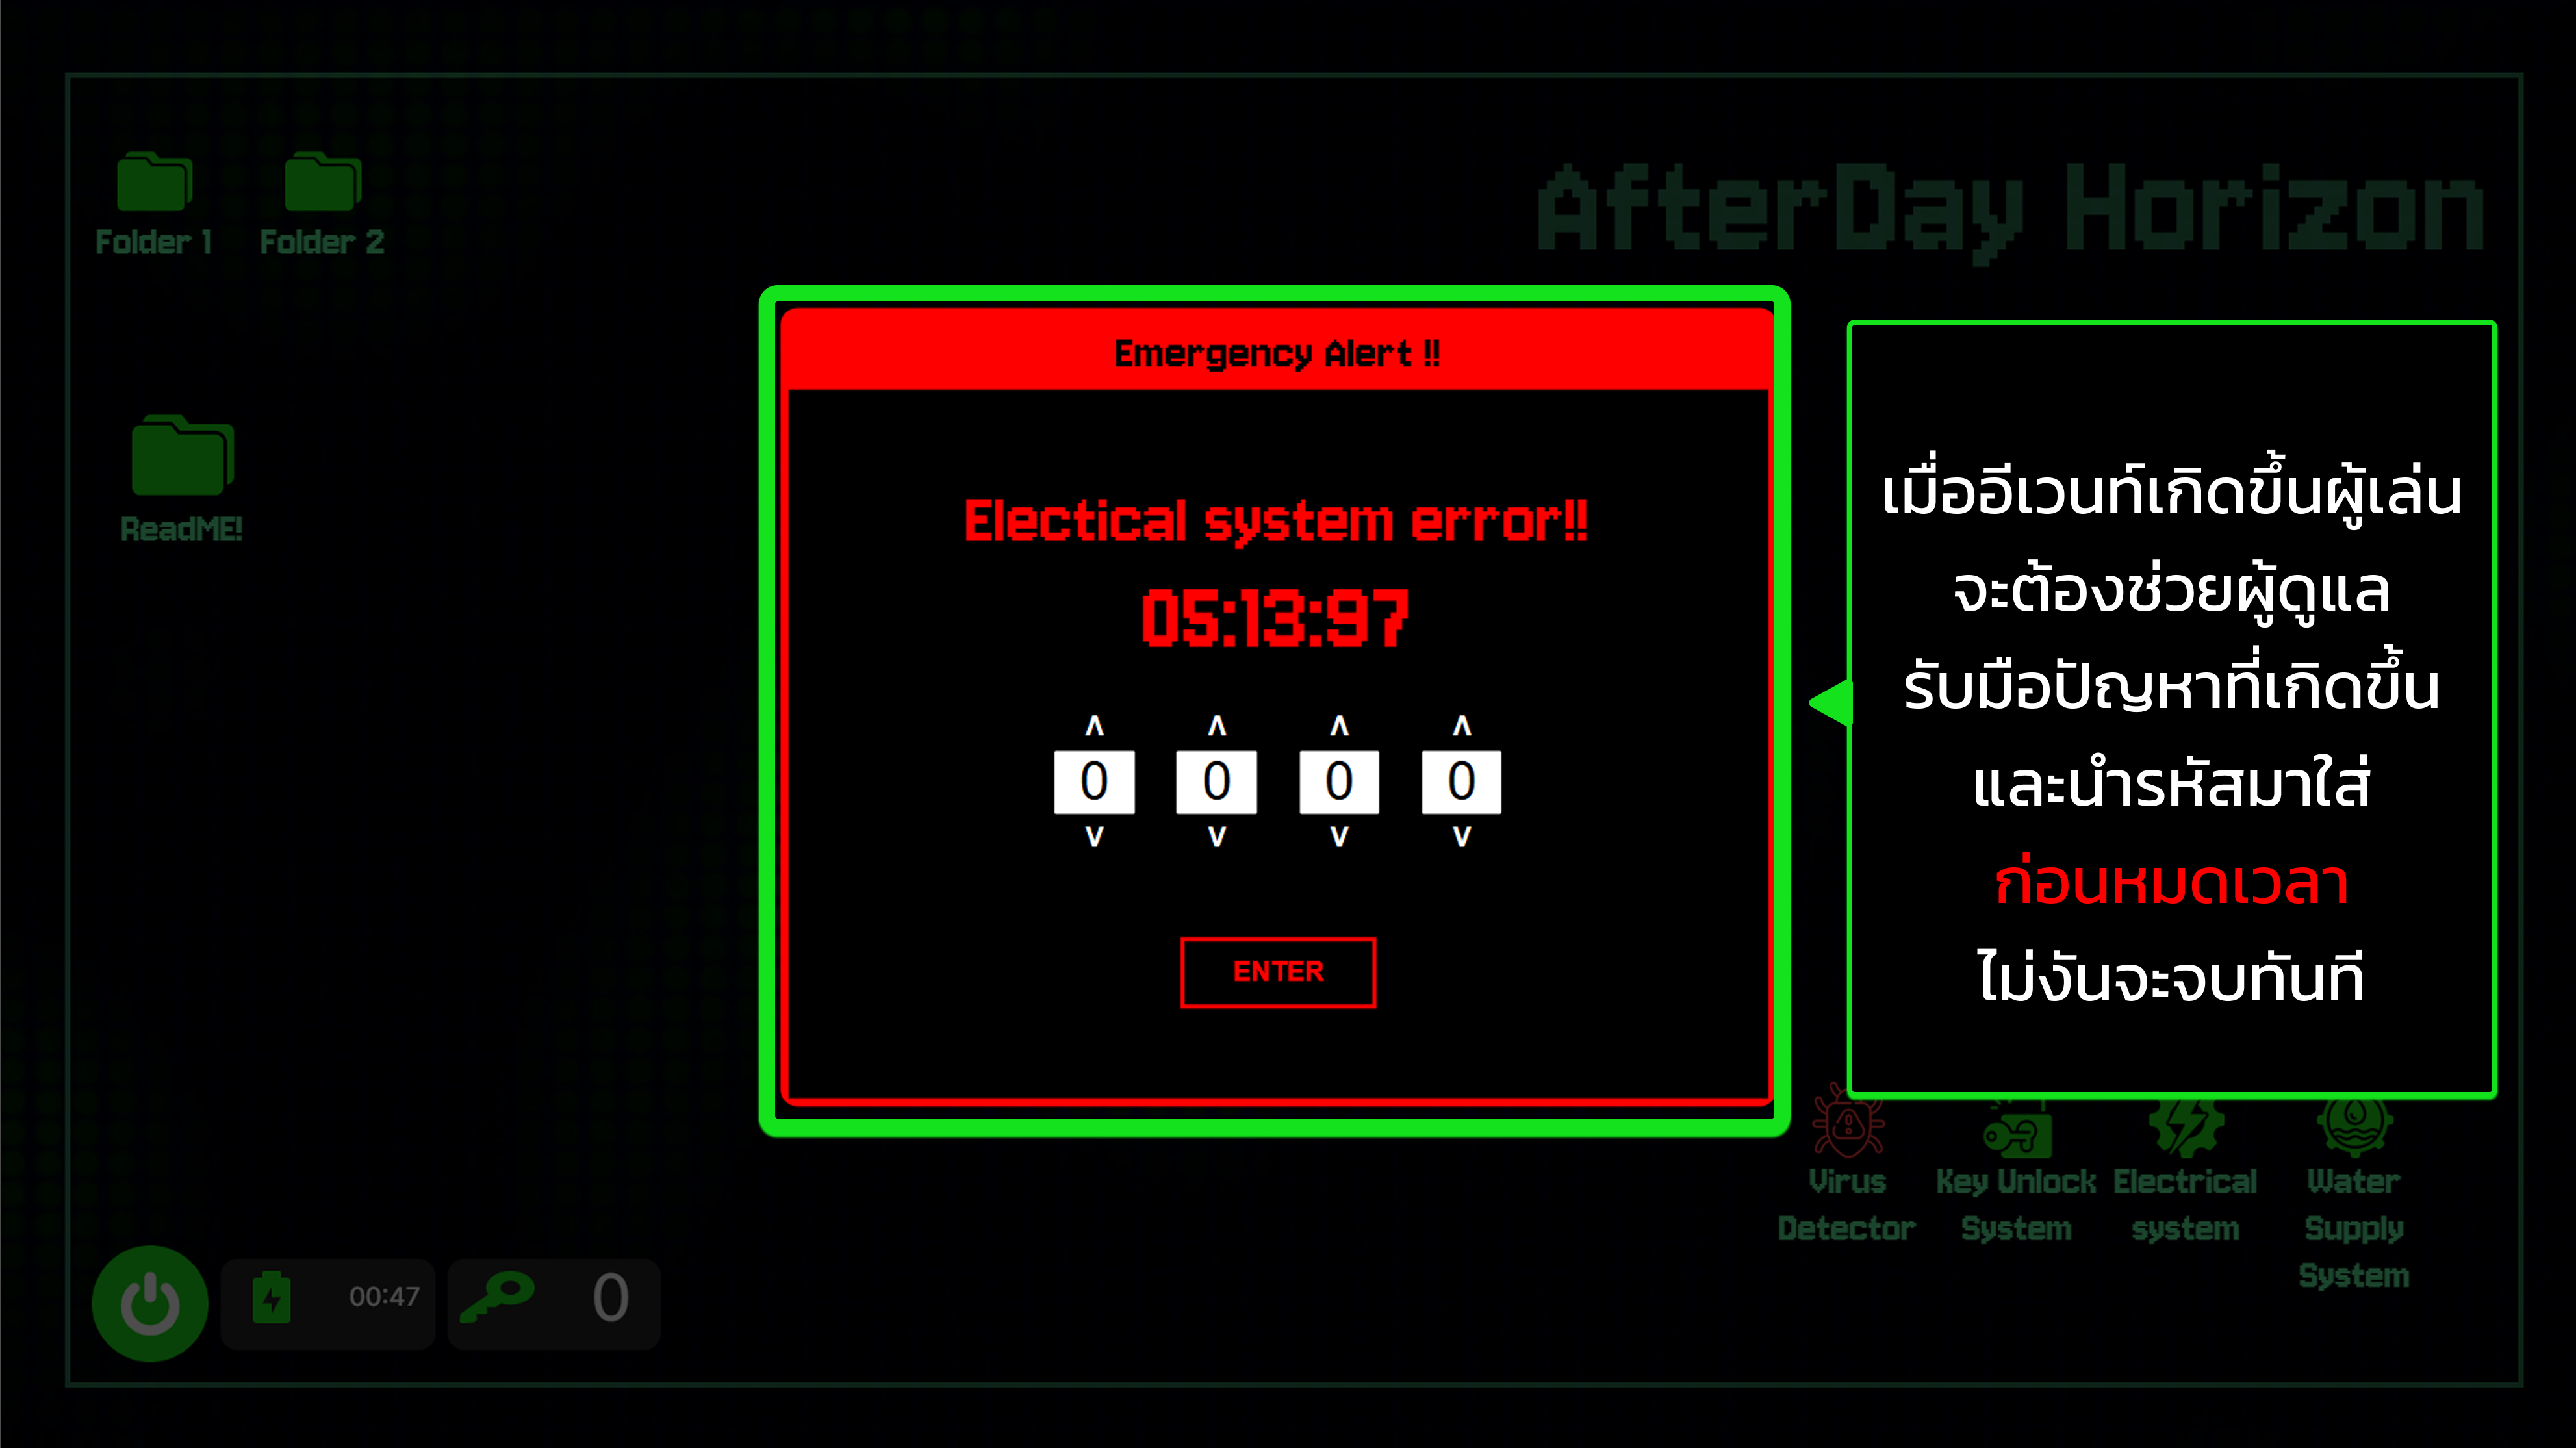 AfterDay Horizon
Folder 1
Folder 2
ReadME!
Emergency Alert !!
Electical system error!!
05:13:97
ʌ ʌ ʌ ʌ
0 0 0 0
v v v v
ENTER
เมื่ออีเวนท์เกิดขึ้นผู้เล่น
จะต้องช่วยผู้ดูแล
รับมือปัญหาที่เกิดขึ้น
และนำรหัสมาใส่
ก่อนหมดเวลา
ไม่งันจะจบทันที
Virus
Detector
Key Unlock
System
Electrical
system
Water
Supply
System
00:47
0